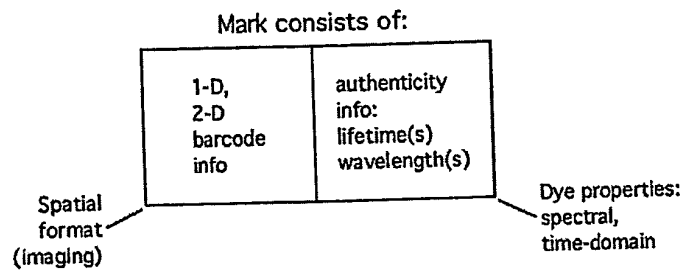 Mark consists of:
1-D,
2-D
barcode
info
authenticity
info:
lifetime(s)
wavelength(s)
Spatial
format
(imaging)
Dye properties:
spectral,
time-domain